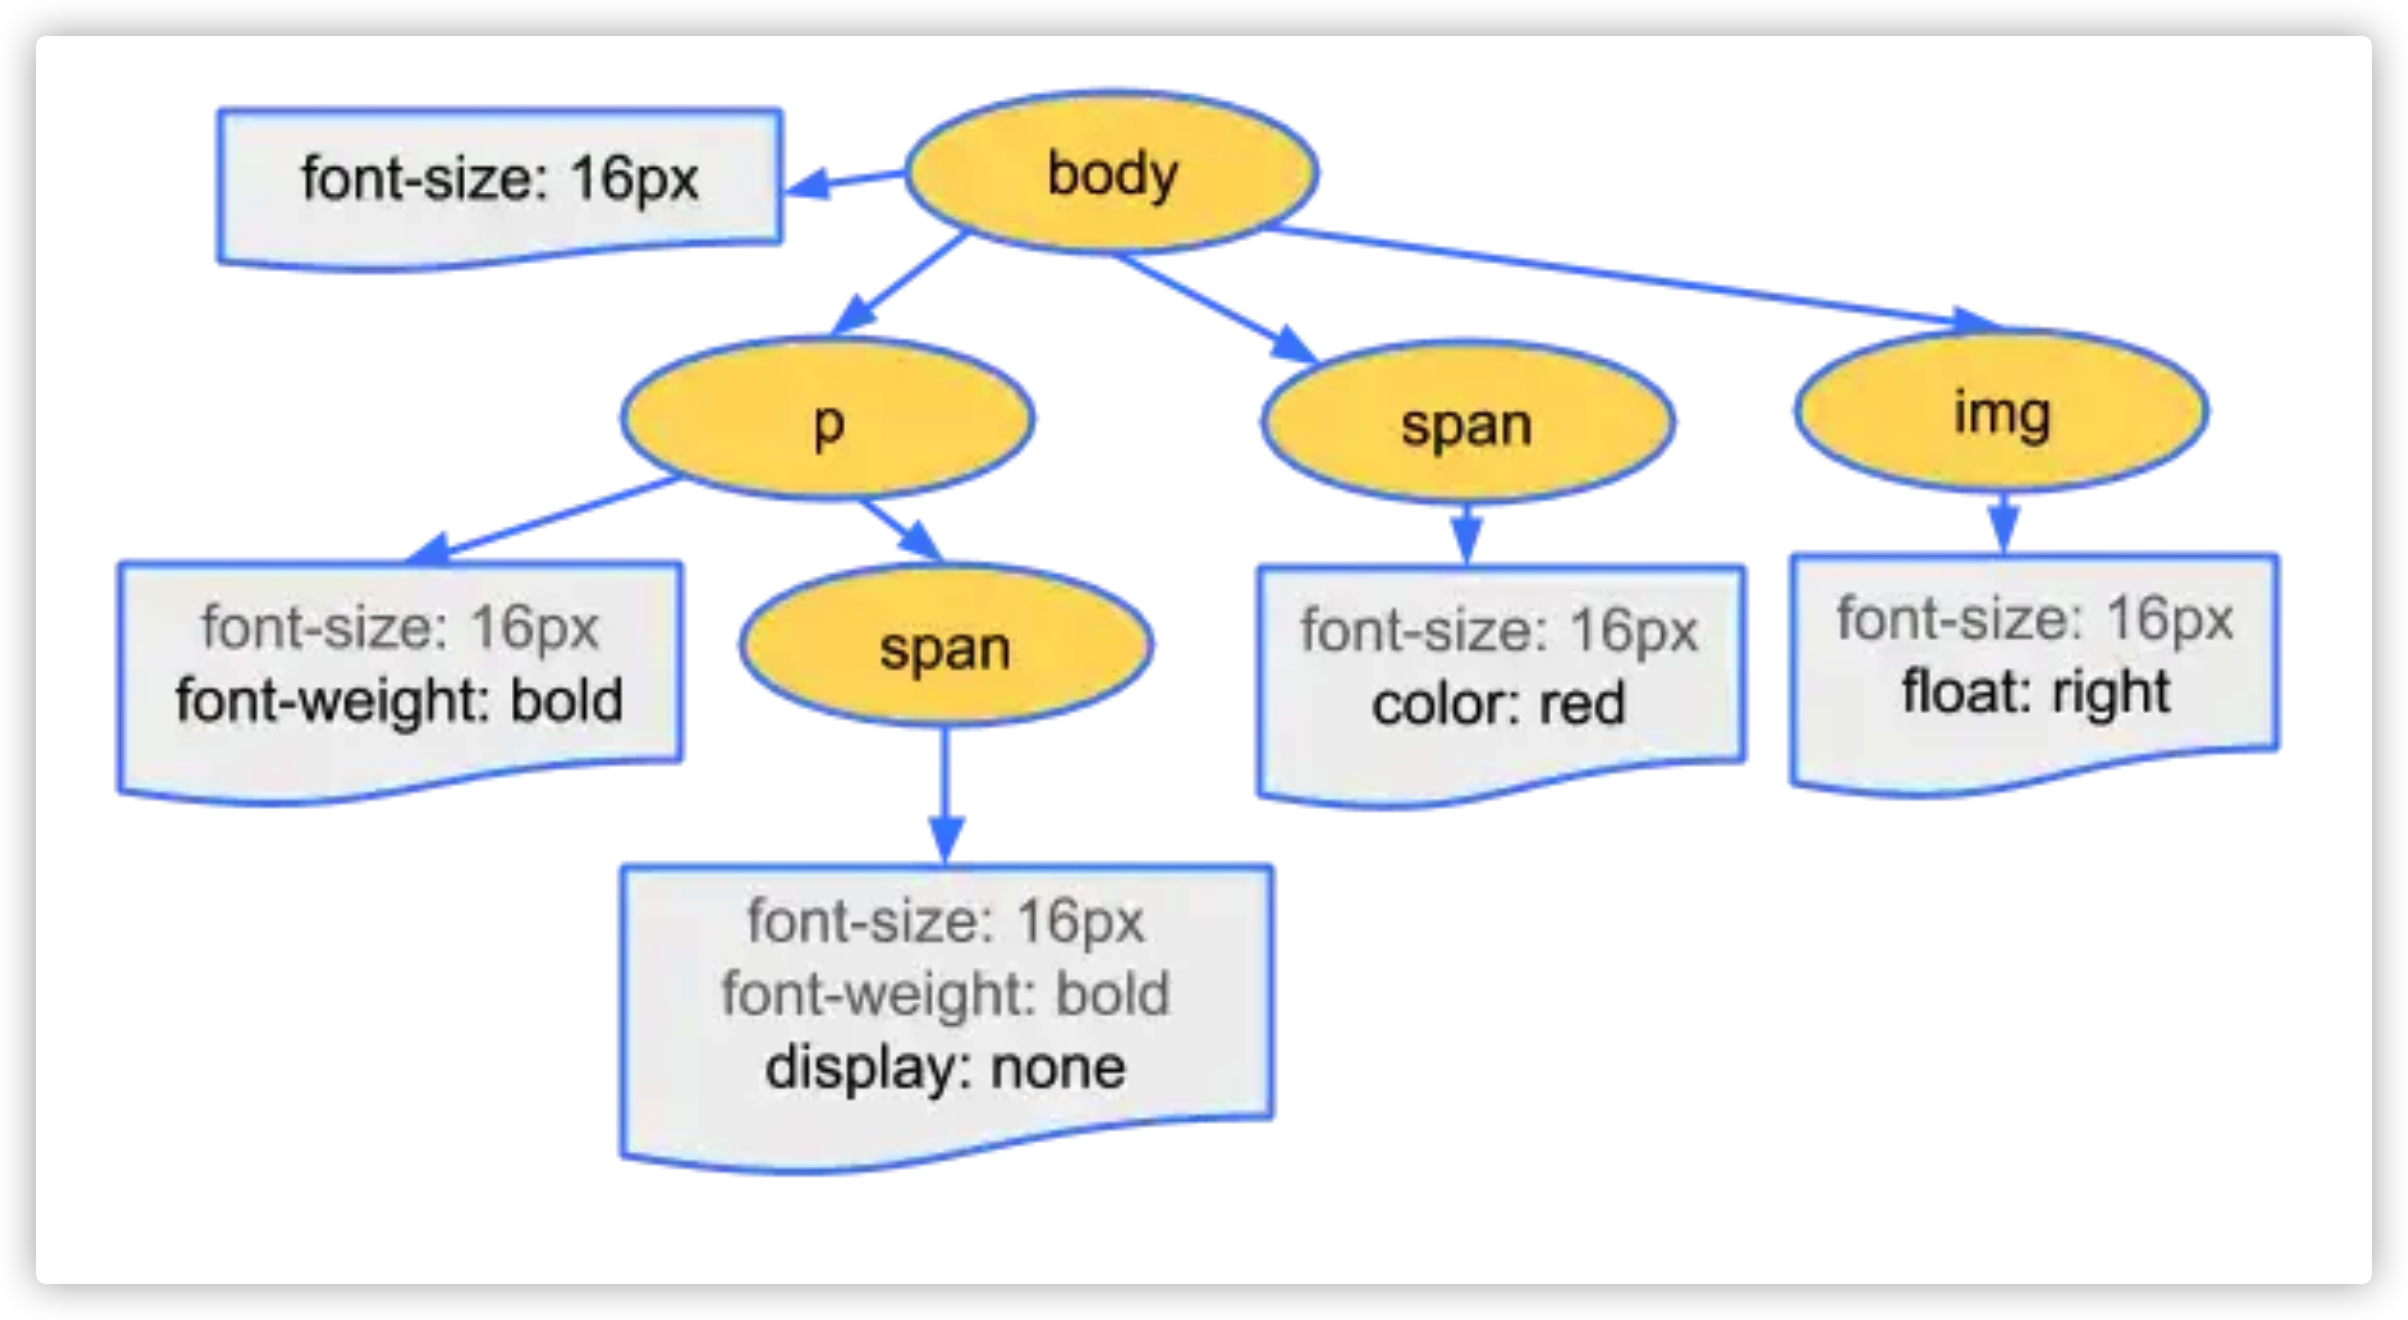 font-size: 16px
body
p
span
img
font-size: 16px
font-weight: bold
span
font-size: 16px
color: red
font-size: 16px
float: right
font-size: 16px
font-weight: bold
display: none